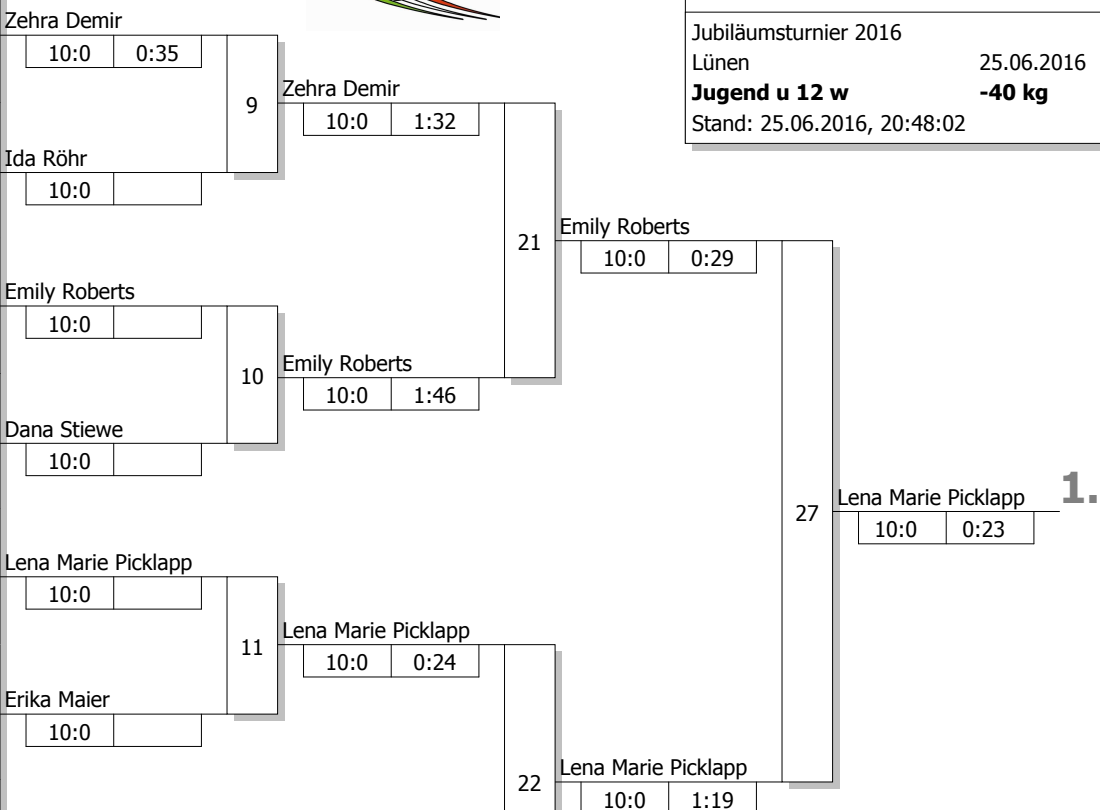 Zehra Demir
10:0 0:35
9
Zehra Demir
10:0 1:32
Ida Röhr
10:0
21
Emily Roberts
10:0 0:29
Emily Roberts
10:0
10
Emily Roberts
10:0 1:46
Dana Stiewe
10:0
27
Lena Marie Picklapp 1.
10:0 0:23
Lena Marie Picklapp
10:0
11
Lena Marie Picklapp
10:0 0:24
Erika Maier
10:0
22
Lena Marie Picklapp
10:0 1:19
Jubiläumsturnier 2016
Lünen 25.06.2016
Jugend u 12 w -40 kg
Stand: 25.06.2016, 20:48:02